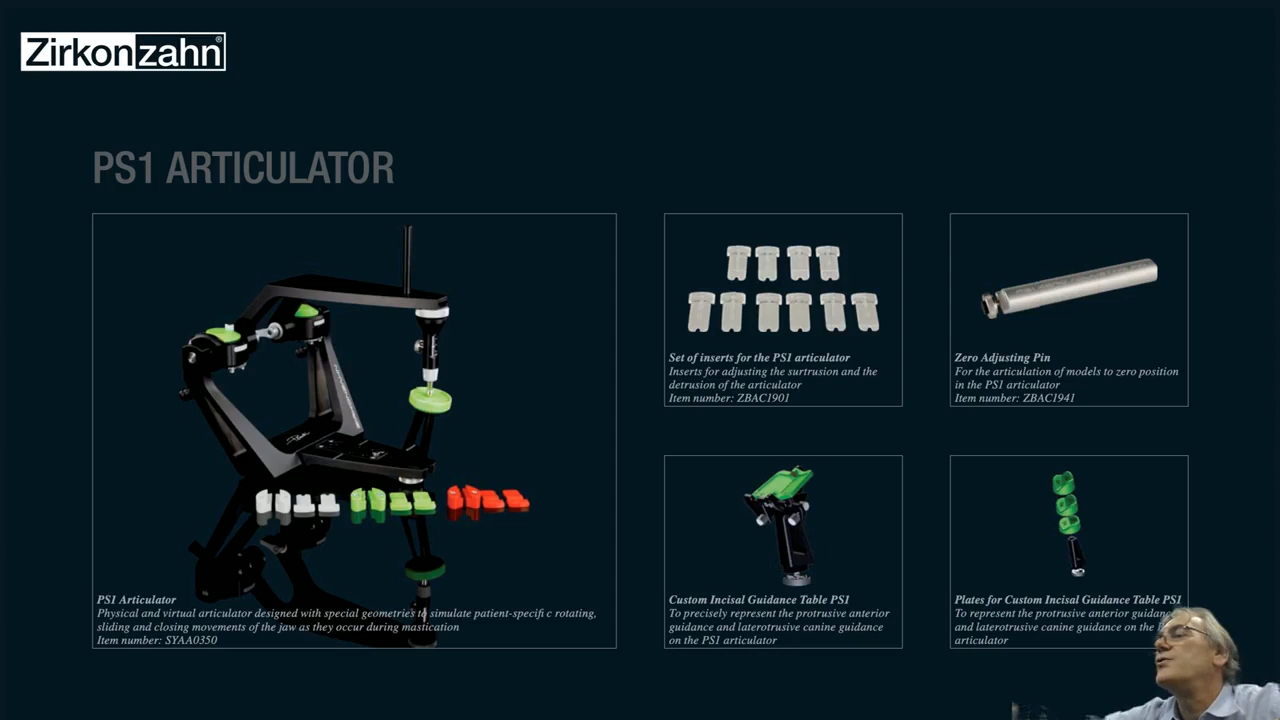 Zirkonzahn®
PS1 ARTICULATOR
PS1 Articulator
Physical and virtual articulator designed with special geometries to simulate patient-specifi c rotating,
sliding and closing movements of the jaw as they occur during mastication
Item number: SYAA0350
Set of inserts for the PS1 articulator
Inserts for adjusting the surtrusion and the
detrusion of the articulator
Item number: ZBAC1901
Zero Adjusting Pin
For the articulation of models to zero position
in the PS1 articulator
Item number: ZBAC1941
Custom Incisal Guidance Table PS1
To precisely represent the protrusive anterior
guidance and laterotrusive canine guidance
on the PS1 articulator
Plates for Custom Incisal Guidance Table PS1
To represent the protrusive anterior guidance
and laterotrusive canine guidance on the
articulator